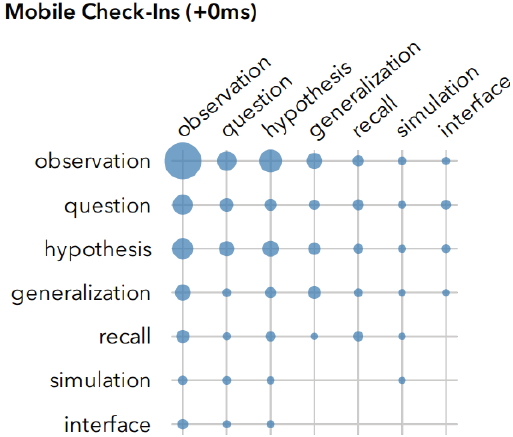 Mobile Check-Ins (+0ms)
observation question hypothesis generalization recall simulation interface
observation
question
hypothesis
generalization
recall
simulation
interface